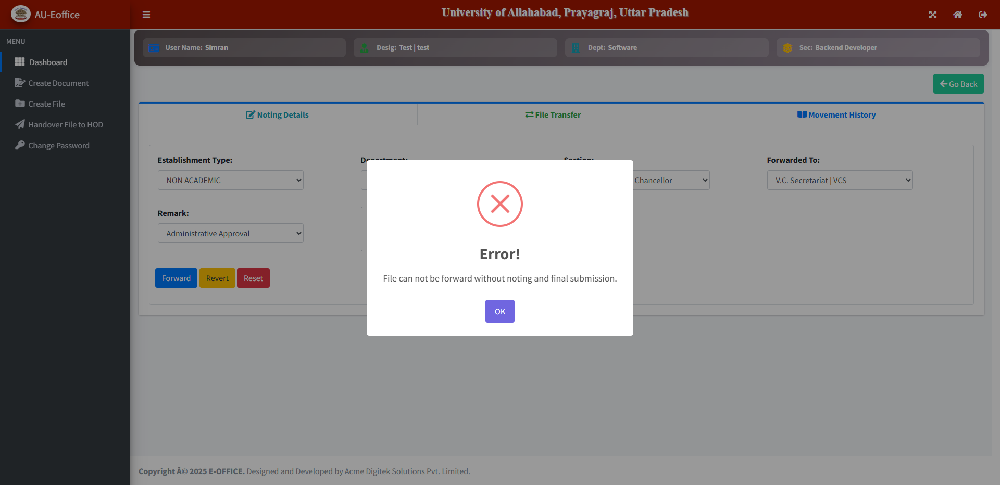 AU-Eoffice
University of Allahabad, Prayagraj, Uttar Pradesh
MENU
Dashboard
Create Document
Create File
Handover File to HOD
Change Password
User Name: Simran
Desig: Test | test
Dept: Software
Sec: Backend Developer
Go Back
Noting Details
File Transfer
Movement History
Establishment Type:
Department:
Section:
Forwarded To:
NON ACADEMIC
Chancellor
V.C. Secretariat | VCS
Remark:
Administrative Approval
Forward
Revert
Reset
Error!
File can not be forward without noting and final submission.
OK
Copyright Â© 2025 E-OFFICE. Designed and Developed by Acme Digitek Solutions Pvt. Limited.